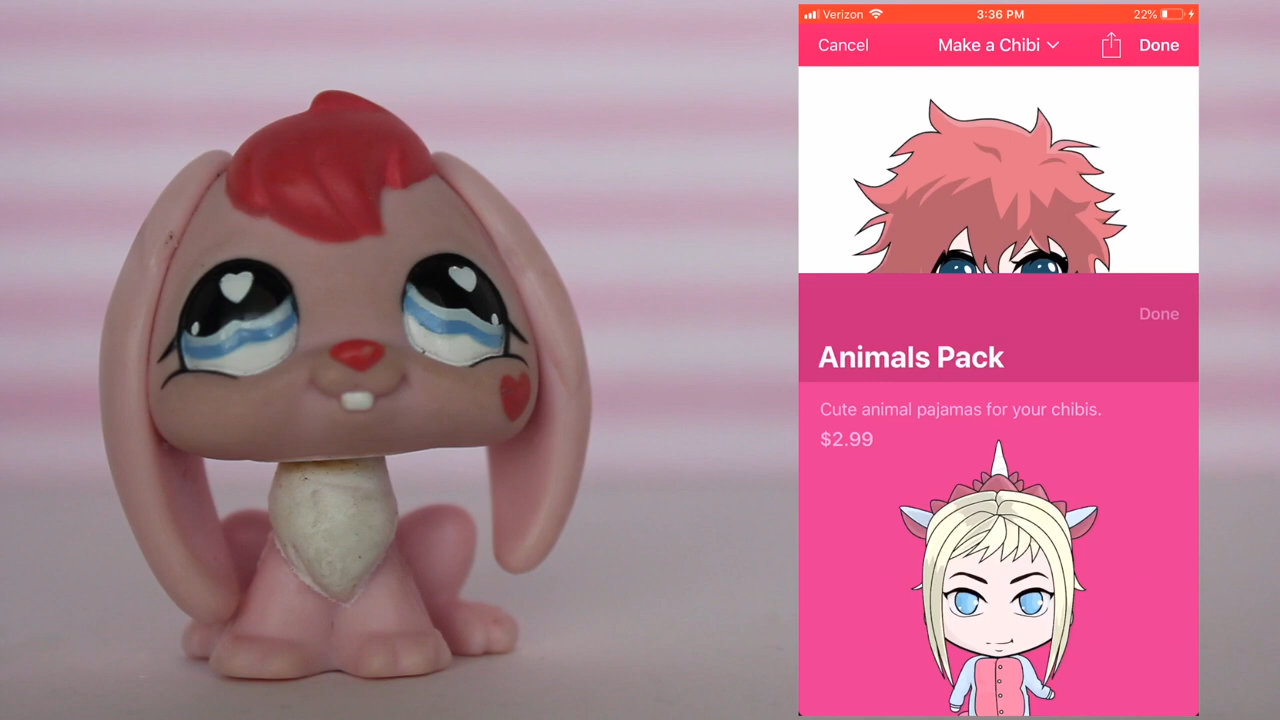 Verizon 3:36 PM 22%
Cancel Make a Chibi Done
Done
Animals Pack
Cute animal pajamas for your chibis.
$2.99